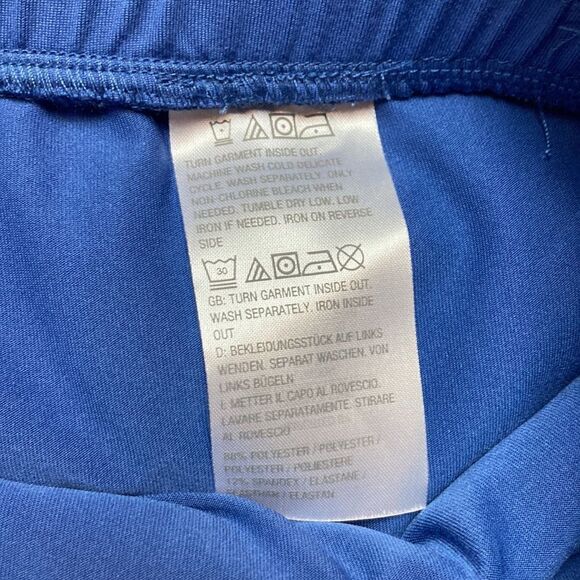 TURN GARMENT INSIDE OUT.
MACHINE WASH COLD DELICATE
CYCLE. WASH SEPARATELY. ONLY
NON-CHLORINE BLEACH WHEN
NEEDED. TUMBLE DRY LOW. LOW
IRON IF NEEDED. IRON ON REVERSE
SIDE
30
GB: TURN GARMENT INSIDE OUT.
WASH SEPARATELY. IRON INSIDE
OUT
D: BEKLEIDUNGSSTÜCK AUF LINKS
WENDEN. SEPARAT WASCHEN. VON
LINKS BÜGELN
I: METTER IL CAPO AL ROVESCIO.
LAVARE SEPARATAMENTE. STIRARE
AL ROVESCIO
88% POLYESTER / POLYESTER /
POLYESTER / POLIESTERE
12% SPANDEX / ELASTANE /
ELASTHAN / ELASTAN